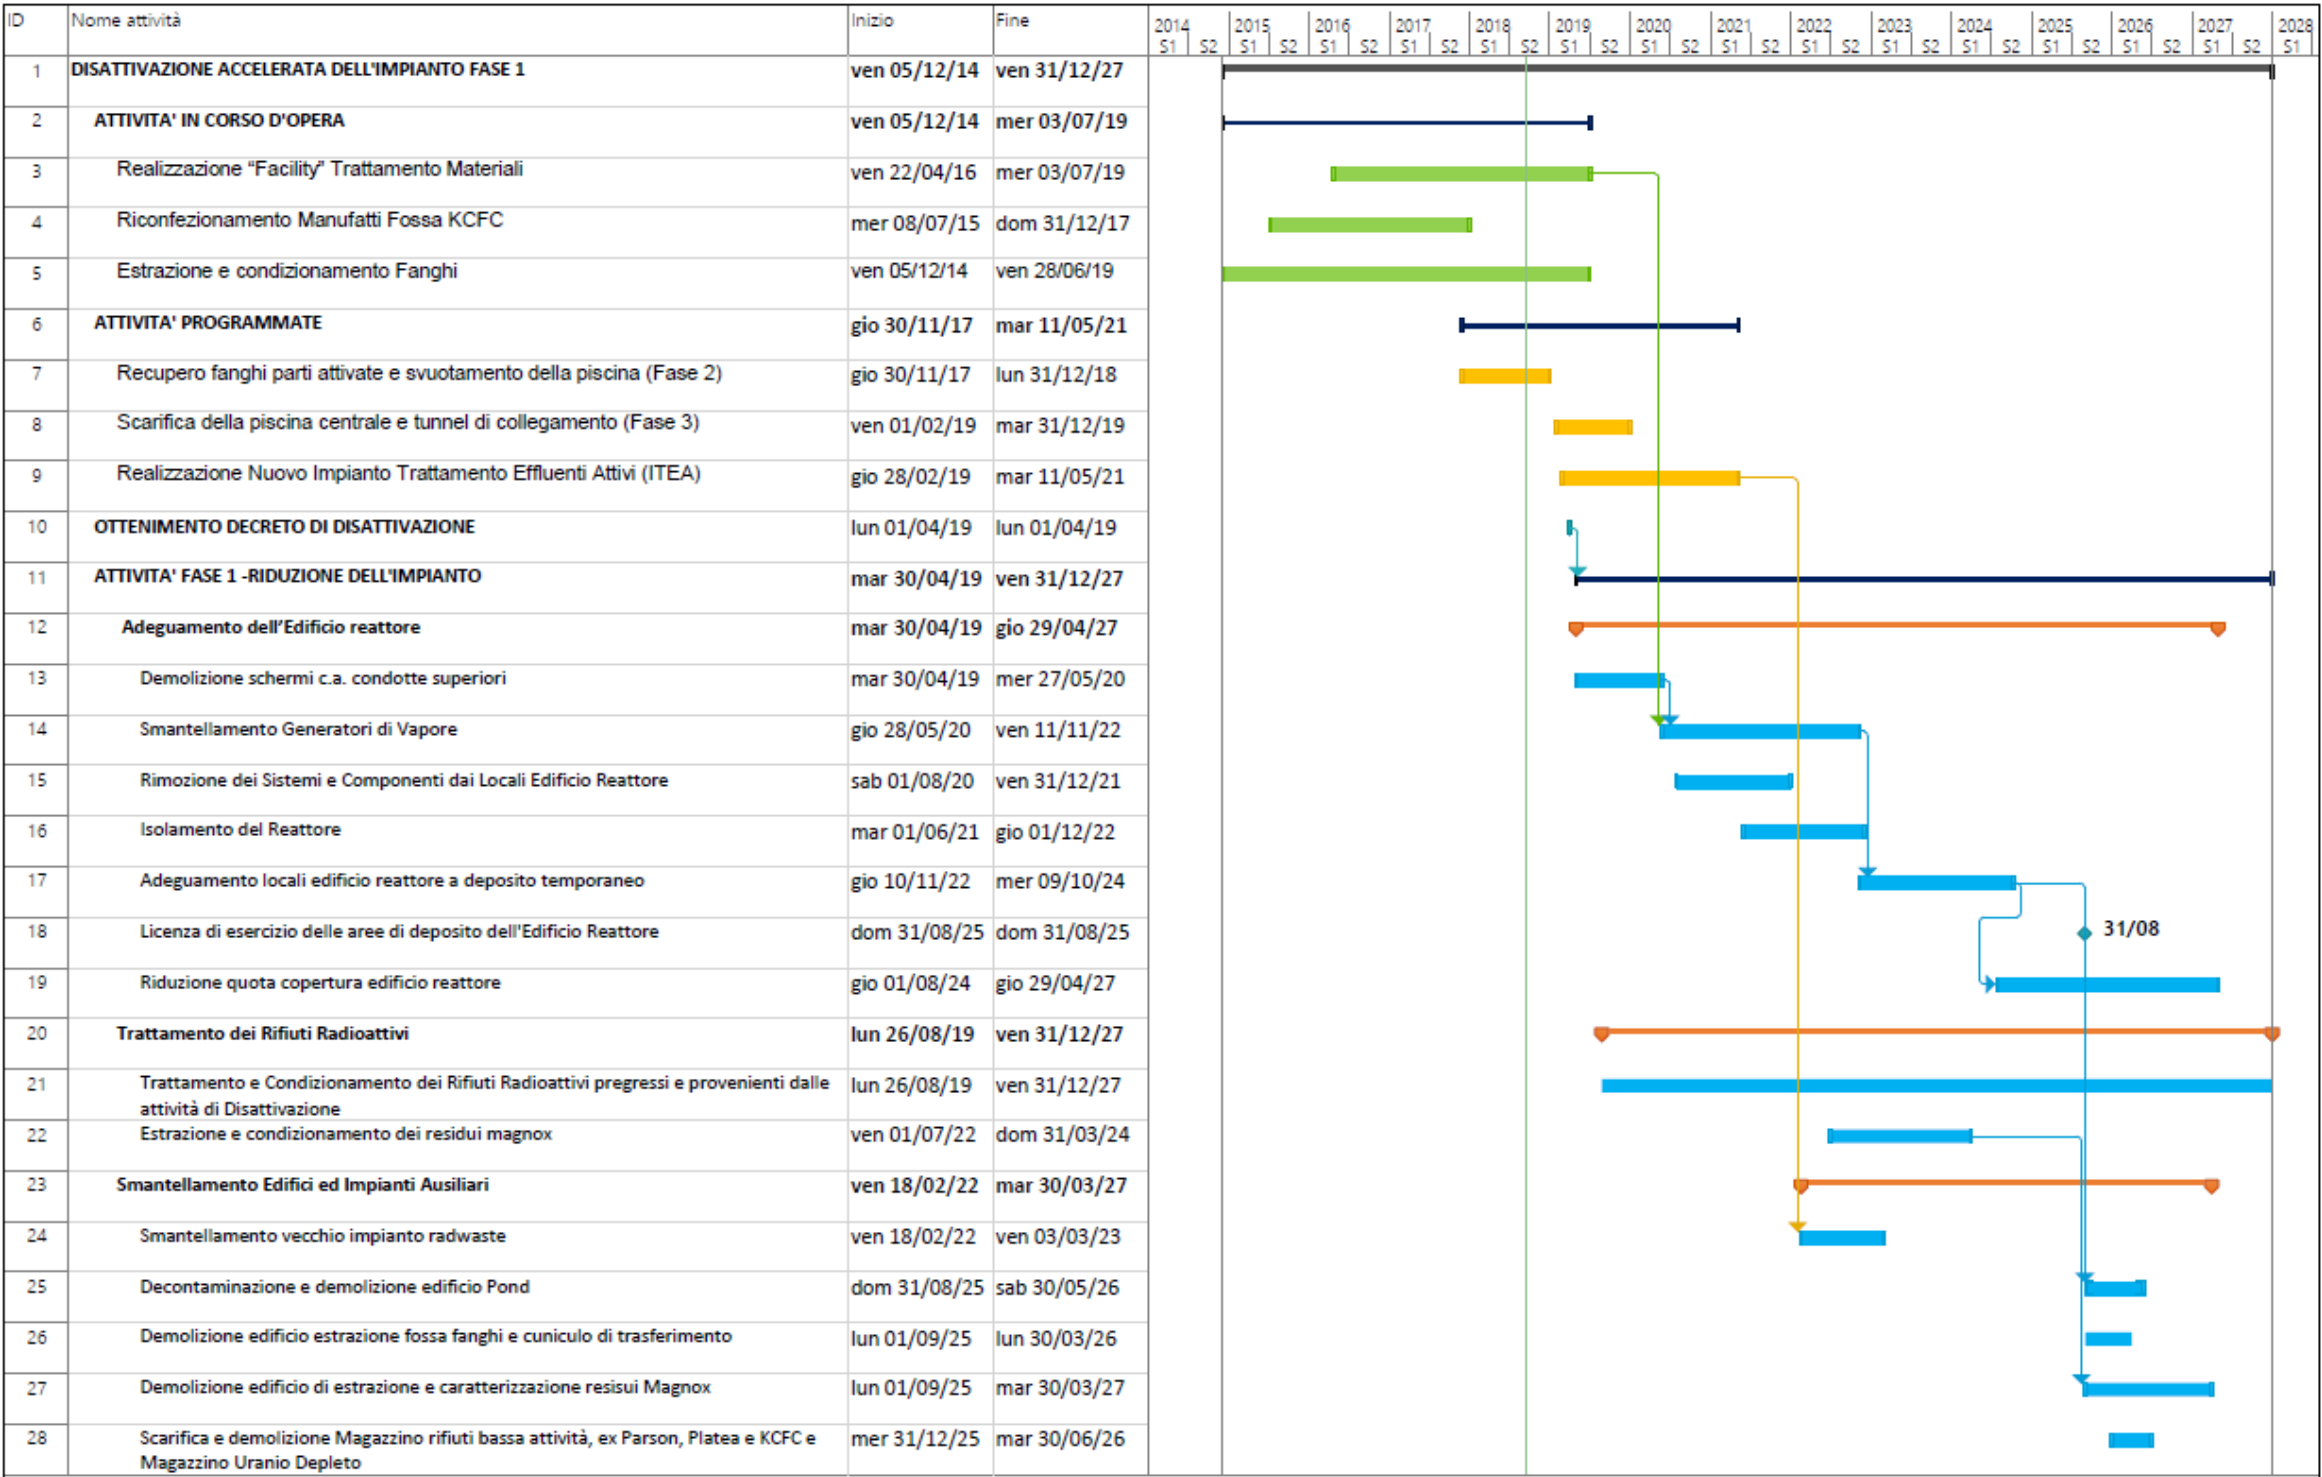 ID Nome attività Inizio Fine 2014 2015 2016 2017 2018 2019 2020 2021 2022 2023 2024 2025 2026 2027 2028
S1 S2 S1 S2 S1 S2 S1 S2 S1 S2 S1 S2 S1 S2 S1 S2 S1 S2 S1 S2 S1 S2 S1 S2 S1 S2 S1 S2 S1
1 DISATTIVAZIONE ACCELERATA DELL'IMPIANTO FASE 1 ven 05/12/14 ven 31/12/27
2 ATTIVITA' IN CORSO D'OPERA ven 05/12/14 mer 03/07/19
3 Realizzazione “Facility” Trattamento Materiali ven 22/04/16 mer 03/07/19
4 Riconfezionamento Manufatti Fossa KCFC mer 08/07/15 dom 31/12/17
5 Estrazione e condizionamento Fanghi ven 05/12/14 ven 28/06/19
6 ATTIVITA' PROGRAMMATE gio 30/11/17 mar 11/05/21
7 Recupero fanghi parti attivate e svuotamento della piscina (Fase 2) gio 30/11/17 lun 31/12/18
8 Scarifica della piscina centrale e tunnel di collegamento (Fase 3) ven 01/02/19 mar 31/12/19
9 Realizzazione Nuovo Impianto Trattamento Effluenti Attivi (ITEA) gio 28/02/19 mar 11/05/21
10 OTTENIMENTO DECRETO DI DISATTIVAZIONE lun 01/04/19 lun 01/04/19
11 ATTIVITA' FASE 1 -RIDUZIONE DELL'IMPIANTO mar 30/04/19 ven 31/12/27
12 Adeguamento dell’Edificio reattore mar 30/04/19 gio 29/04/27
13 Demolizione schermi c.a. condotte superiori mar 30/04/19 mer 27/05/20
14 Smantellamento Generatori di Vapore gio 28/05/20 ven 11/11/22
15 Rimozione dei Sistemi e Componenti dai Locali Edificio Reattore sab 01/08/20 ven 31/12/21
16 Isolamento del Reattore mar 01/06/21 gio 01/12/22
17 Adeguamento locali edificio reattore a deposito temporaneo gio 10/11/22 mer 09/10/24
18 Licenza di esercizio delle aree di deposito dell'Edificio Reattore dom 31/08/25 dom 31/08/25 31/08
19 Riduzione quota copertura edificio reattore gio 01/08/24 gio 29/04/27
20 Trattamento dei Rifiuti Radioattivi lun 26/08/19 ven 31/12/27
21 Trattamento e Condizionamento dei Rifiuti Radioattivi pregressi e provenienti dalle lun 26/08/19 ven 31/12/27
attività di Disattivazione
22 Estrazione e condizionamento dei residui magnox ven 01/07/22 dom 31/03/24
23 Smantellamento Edifici ed Impianti Ausiliari ven 18/02/22 mar 30/03/27
24 Smantellamento vecchio impianto radwaste ven 18/02/22 ven 03/03/23
25 Decontaminazione e demolizione edificio Pond dom 31/08/25 sab 30/05/26
26 Demolizione edificio estrazione fossa fanghi e cuniculo di trasferimento lun 01/09/25 lun 30/03/26
27 Demolizione edificio di estrazione e caratterizzazione resisui Magnox lun 01/09/25 mar 30/03/27
28 Scarifica e demolizione Magazzino rifiuti bassa attività, ex Parson, Platea e KCFC e mer 31/12/25 mar 30/06/26
Magazzino Uranio Depleto